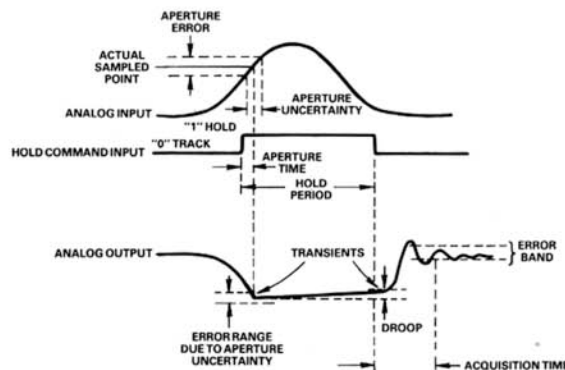 APERTURE
ERROR
ACTUAL
SAMPLED
POINT
ANALOG INPUT
APERTURE
UNCERTAINTY
"1" HOLD
"0" TRACK
HOLD COMMAND INPUT
APERTURE
TIME
HOLD
PERIOD
ANALOG OUTPUT
TRANSIENTS
ERROR
BAND
ERROR RANGE
DUE TO APERTURE
UNCERTAINTY
DROOP
ACQUISITION TIME